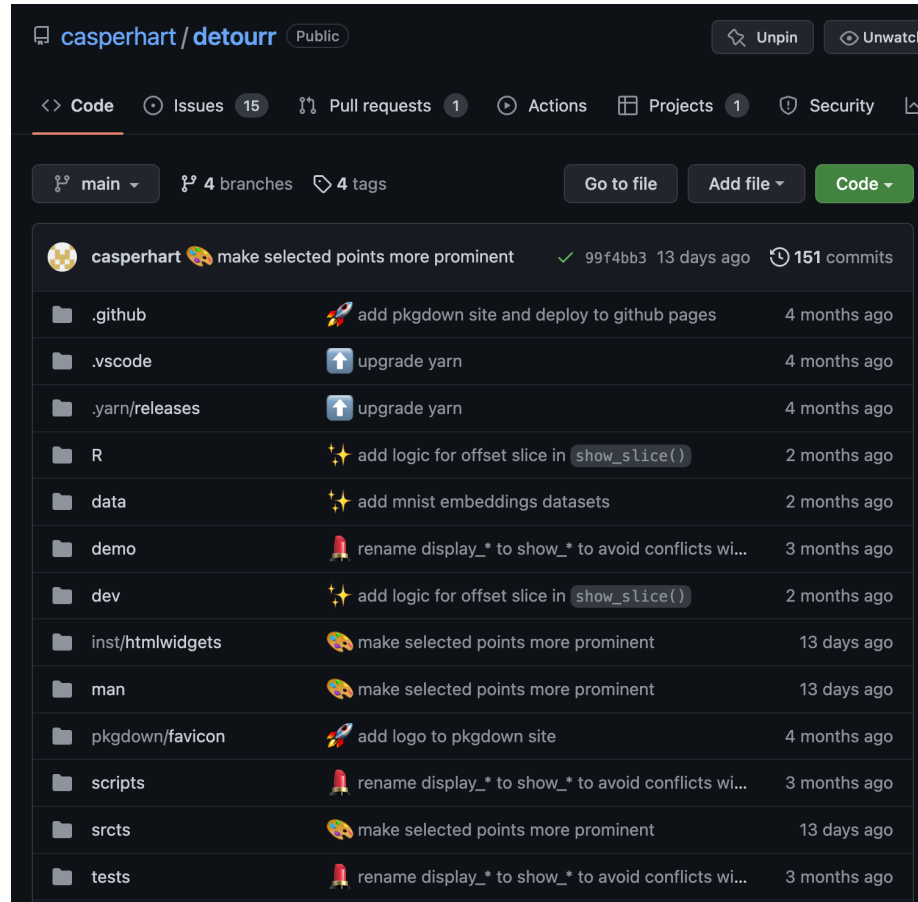 casperhart / detourr Public Unpin Unwatch
Code Issues 15 Pull requests 1 Actions Projects 1 Security
main 4 branches 4 tags Go to file Add file Code
casperhart make selected points more prominent 99f4bb3 13 days ago 151 commits
.github add pkgdown site and deploy to github pages 4 months ago
.vscode upgrade yarn 4 months ago
.yarn/releases upgrade yarn 4 months ago
R add logic for offset slice in show_slice() 2 months ago
data add mnist embeddings datasets 2 months ago
demo rename display_* to show_* to avoid conflicts wi... 3 months ago
dev add logic for offset slice in show_slice() 2 months ago
inst/htmlwidgets make selected points more prominent 13 days ago
man make selected points more prominent 13 days ago
pkgdown/favicon add logo to pkgdown site 4 months ago
scripts rename display_* to show_* to avoid conflicts wi... 3 months ago
srcts make selected points more prominent 13 days ago
tests rename display_* to show_* to avoid conflicts wi... 3 months ago